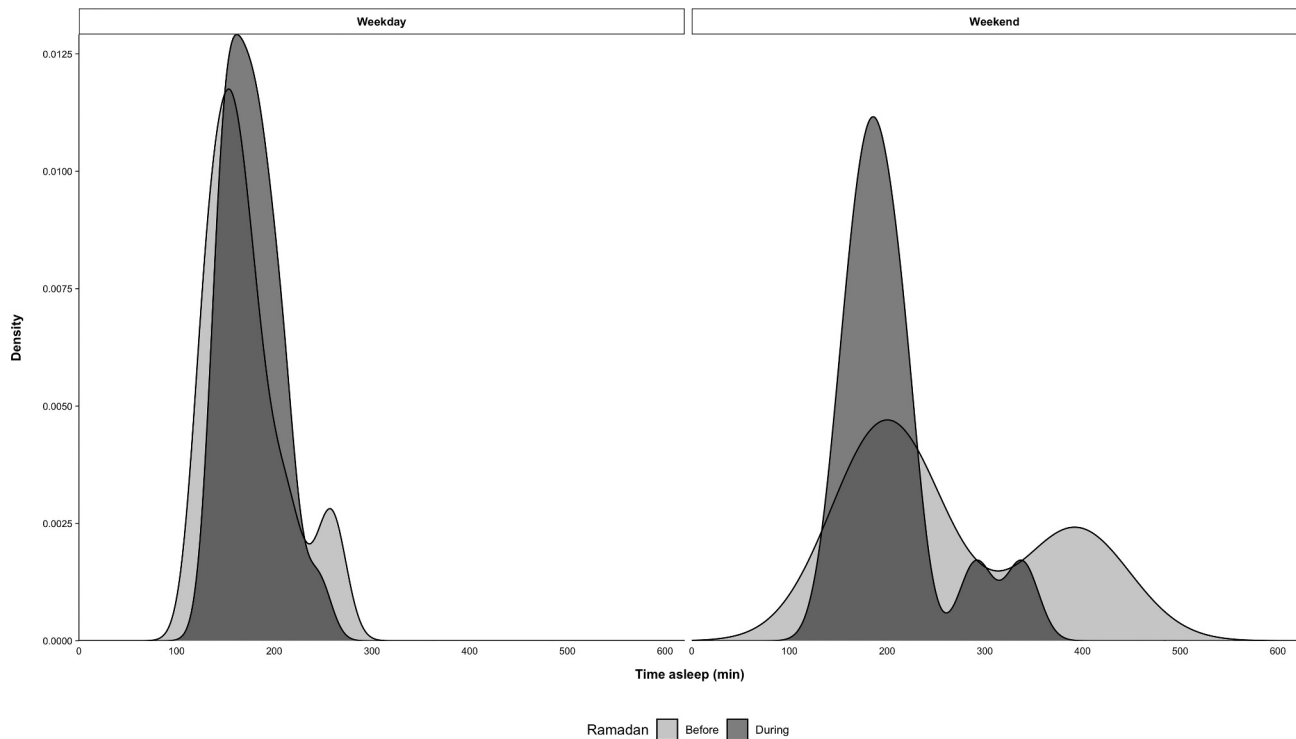 Weekday
Weekend
Density
0.0125
0.0100
0.0075
0.0050
0.0025
0.0000
0 100 200 300 400 500 600
0 100 200 300 400 500 600
Time asleep (min)
Ramadan Before During